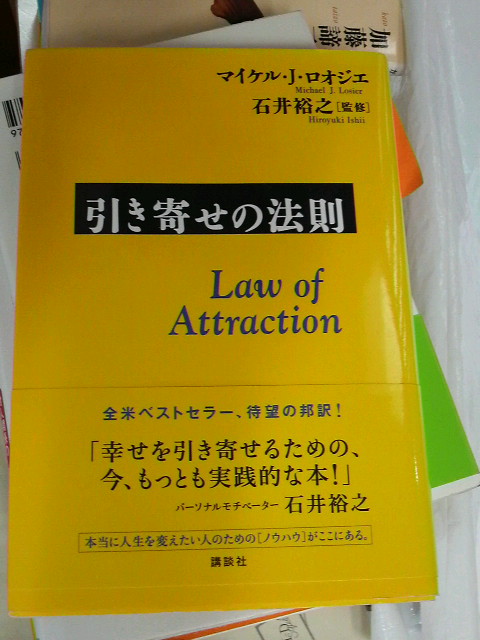 加藤諦
97
マイケル・J・ロオジエ
Michael J. Losier
石井裕之[監修]
Hiroyuki Ishii
引き寄せの法則
Law of
Attraction
全米ベストセラー、待望の邦訳!
「幸せを引き寄せるための、
今、もっとも実践的な本!」
パーソナルモチベーター 石井裕之
本当に人生を変えたい人のための[ノウハウ]がここにある。
講談社